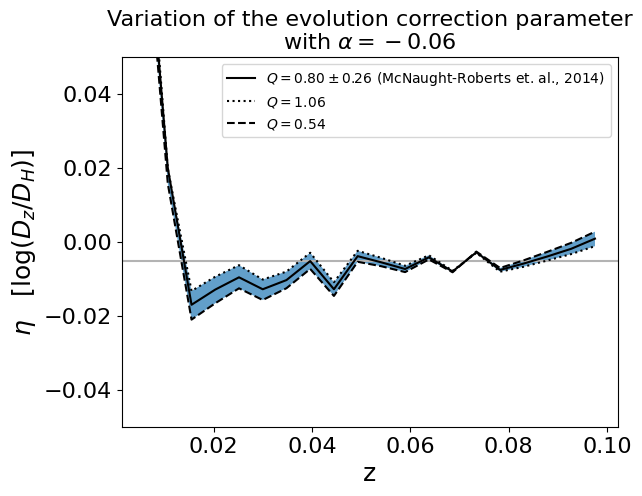 Variation of the evolution correction parameter
with α = −0.06
Q = 0.80 ± 0.26 (McNaught-Roberts et. al., 2014)
Q = 1.06
Q = 0.54
0.04
0.02
0.00
−0.02
−0.04
η [log(D_z/D_H)]
0.02 0.04 0.06 0.08 0.10
z